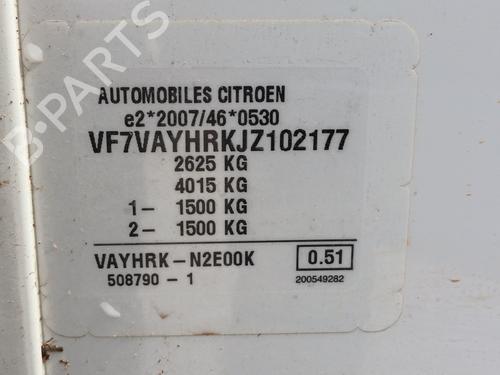 AUTOMOBILES CITROEN
e2*2007/46*0530
VF7VAYHRKJZ102177
2625 KG
4015 KG
1- 1500 KG
2- 1500 KG
VAYHRK-N2E00K 0.51
508790-1 200549282